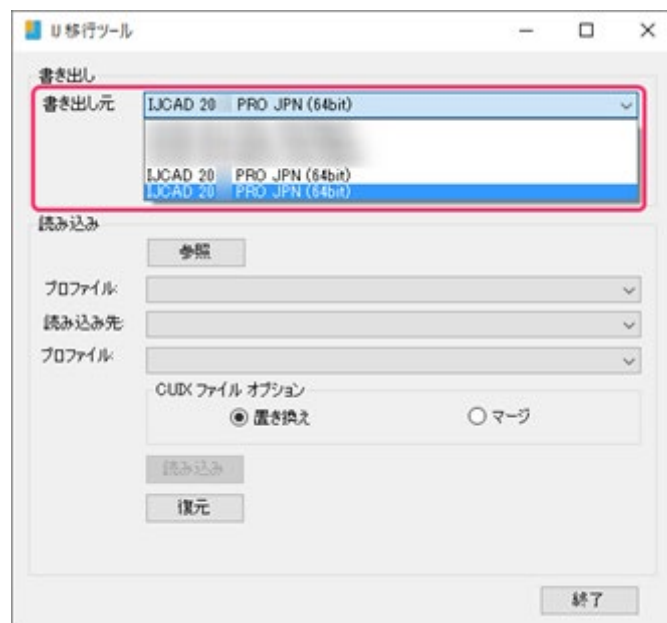 U 移行ツール
書き出し
書き出し元 IJCAD 20 PRO JPN (64bit)
IJCAD 20 PRO JPN (64bit)
IJCAD 20 PRO JPN (64bit)
読み込み
参照
プロファイル:
読み込み先:
プロファイル:
CUIX ファイル オプション
置き換え マージ
読み込み
復元
終了